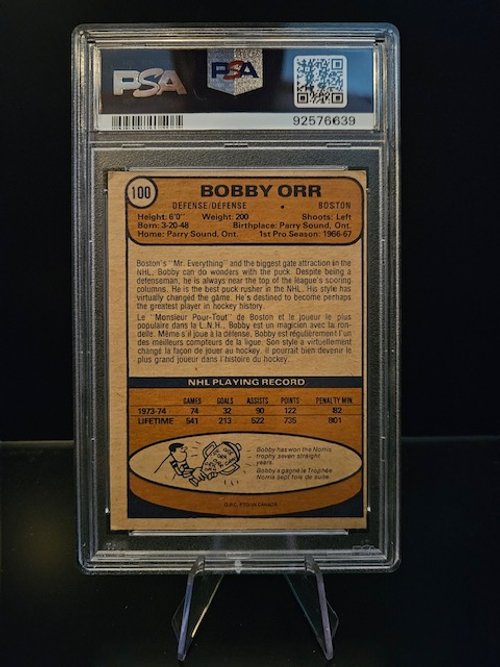 PSA
PSA
92576639
100
BOBBY ORR
DEFENSE/DEFENSE • BOSTON
Height: 6'0" Weight: 200 Shoots: Left
Born: 3-20-48 Birthplace: Parry Sound, Ont.
Home: Parry Sound, Ont. 1st Pro Season: 1966-67
Boston's "Mr. Everything" and the biggest gate attraction in the
NHL, Bobby can do wonders with the puck. Despite being a
defenseman, he is always near the top of the league's scoring
columns. He is the best puck rusher in the NHL. His style has
virtually changed the game. He's destined to become perhaps
the greatest player in hockey history.
Le "Monsieur Pour-Tout" de Boston et le joueur le plus
populaire dans la L.N.H., Bobby est un magicien avec la ron-
delle. Même s'il joue à la défense, Bobby est régulièrement l'un
des meilleurs compteurs de la ligue. Son style a virtuellement
changé la façon de jouer au hockey. Il pourrait bien devenir le
plus grand joueur dans l'histoire du hockey.
NHL PLAYING RECORD
GAMES GOALS ASSISTS POINTS PENALTY MIN
1973-74 74 32 90 122 82
LIFETIME 541 213 522 735 801
Bobby has won the Norris
trophy seven straight
years.
Bobby a gagné le Trophée
Norris sept fois de suite.
O.P.C. PTD. IN CANADA